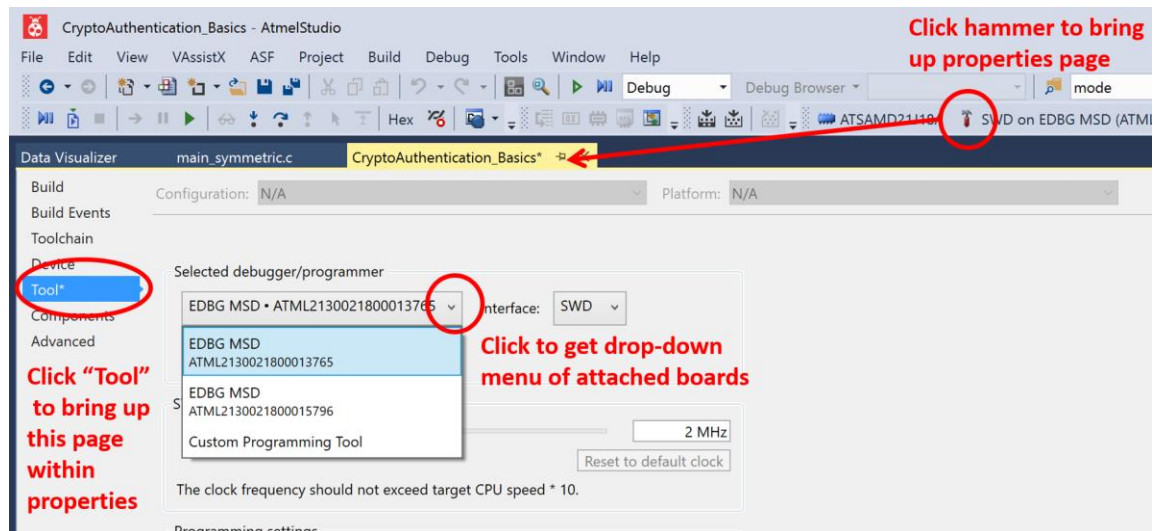 CryptoAuthentication_Basics - AtmelStudio
Click hammer to bring
up properties page
File Edit View VAssistX ASF Project Build Debug Tools Window Help
Debug Debug Browser mode
Hex ATSAMD21J18A SWD on EDBG MSD (ATML
Data Visualizer main_symmetric.c CryptoAuthentication_Basics*
Build
Configuration: N/A Platform: N/A
Build Events
Toolchain
Device
Selected debugger/programmer
Tool*
EDBG MSD • ATML2130021800013765 Interface: SWD
Components
Advanced
EDBG MSD
ATML2130021800013765
Click to get drop-down
menu of attached boards
EDBG MSD
ATML2130021800015796
Custom Programming Tool
Click “Tool”
to bring up
this page
within
properties
2 MHz
Reset to default clock
The clock frequency should not exceed target CPU speed * 10.
Programming settings